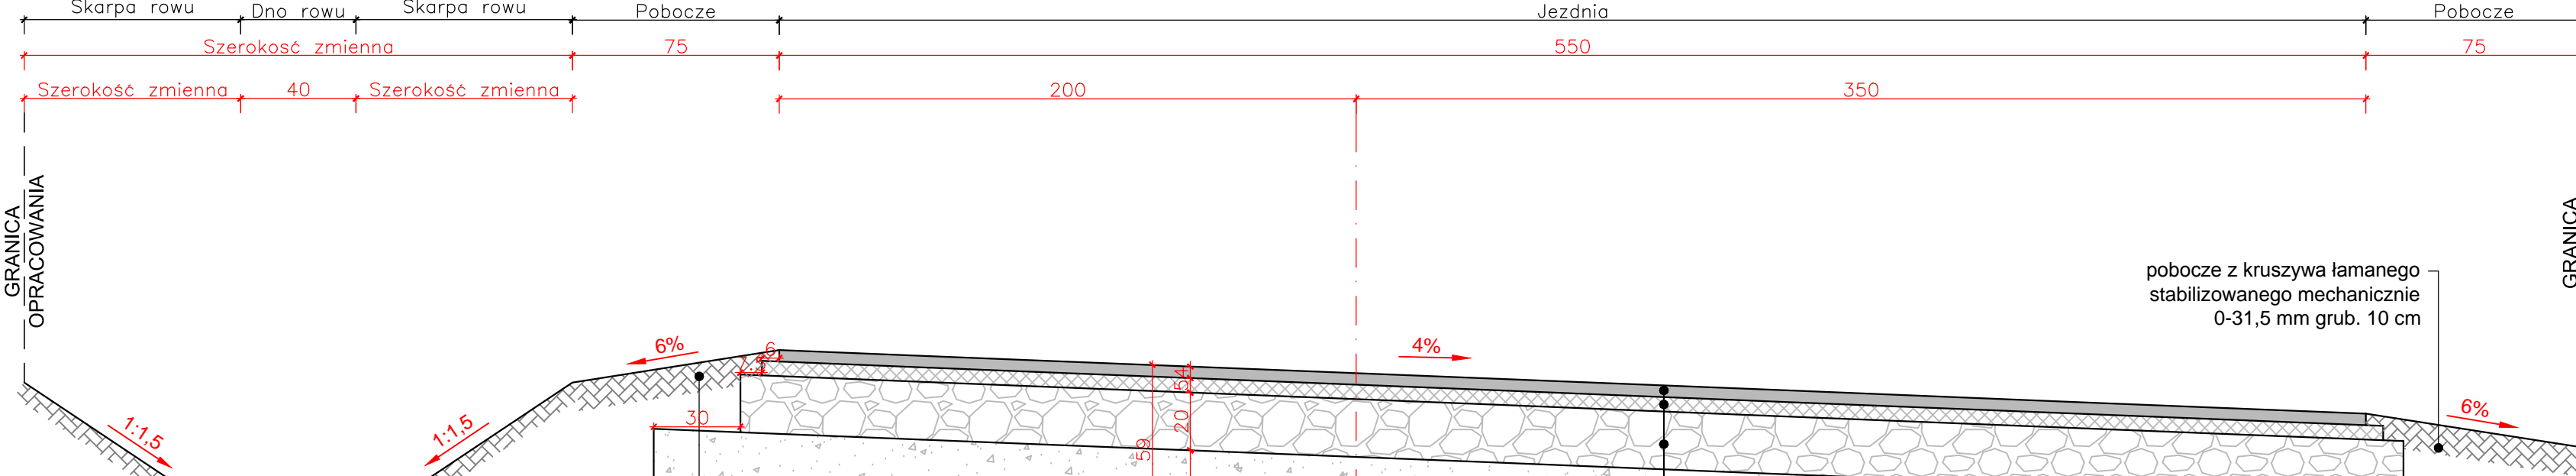 Skarpa rowu
Dno rowu
Skarpa rowu
Pobocze
Jezdnia
Pobocze
Szerokość zmienna
75
550
75
Szerokość zmienna
40
Szerokość zmienna
200
350
GRANICA
OPRACOWANIA
GRANICA
pobocze z kruszywa łamanego
stabilizowanego mechanicznie
0-31,5 mm grub. 10 cm
6%
6
4%
5
4
30
20
59
1:1,5
1:1,5
6%